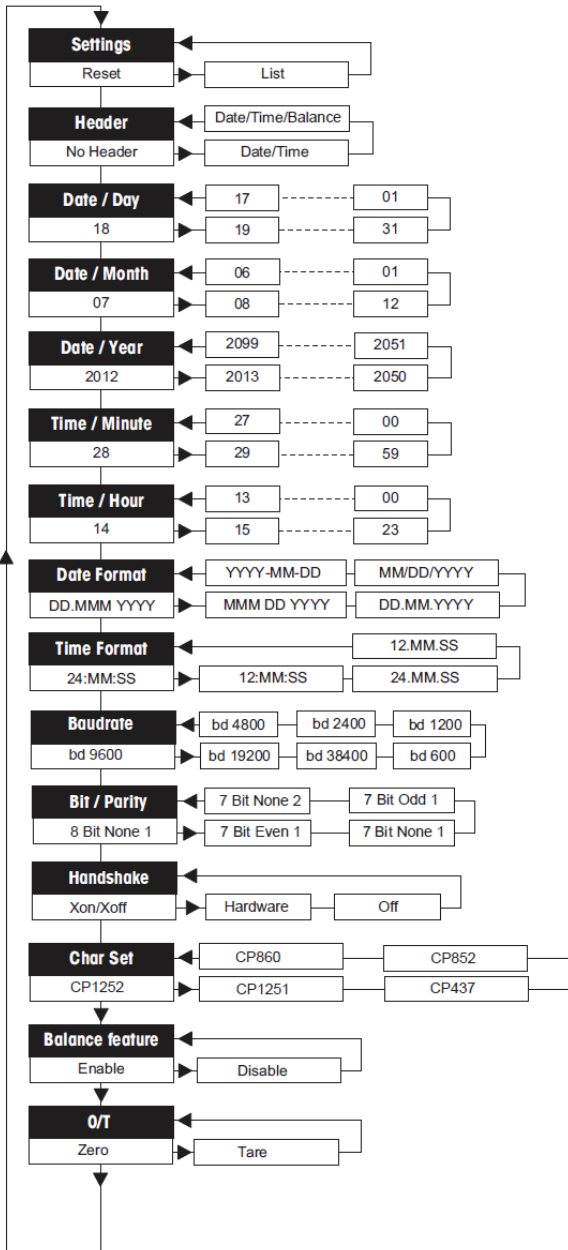 Settings
Reset List
Header Date/Time/Balance
No Header Date/Time
Date / Day 17 01
18 19 31
Date / Month 06 01
07 08 12
Date / Year 2099 2051
2012 2013 2050
Time / Minute 27 00
28 29 59
Time / Hour 13 00
14 15 23
Date Format YYYY-MM-DD MM/DD/YYYY
DD.MMM YYYY MMM DD YYYY DD.MM.YYYY
Time Format 12.MM.SS
24:MM:SS 12:MM:SS 24.MM.SS
Baudrate bd 4800 bd 2400 bd 1200
bd 9600 bd 19200 bd 38400 bd 600
Bit / Parity 7 Bit None 2 7 Bit Odd 1
8 Bit None 1 7 Bit Even 1 7 Bit None 1
Handshake
Xon/Xoff Hardware Off
Char Set CP860 CP852
CP1252 CP1251 CP437
Balance feature
Enable Disable
O/T
Zero Tare